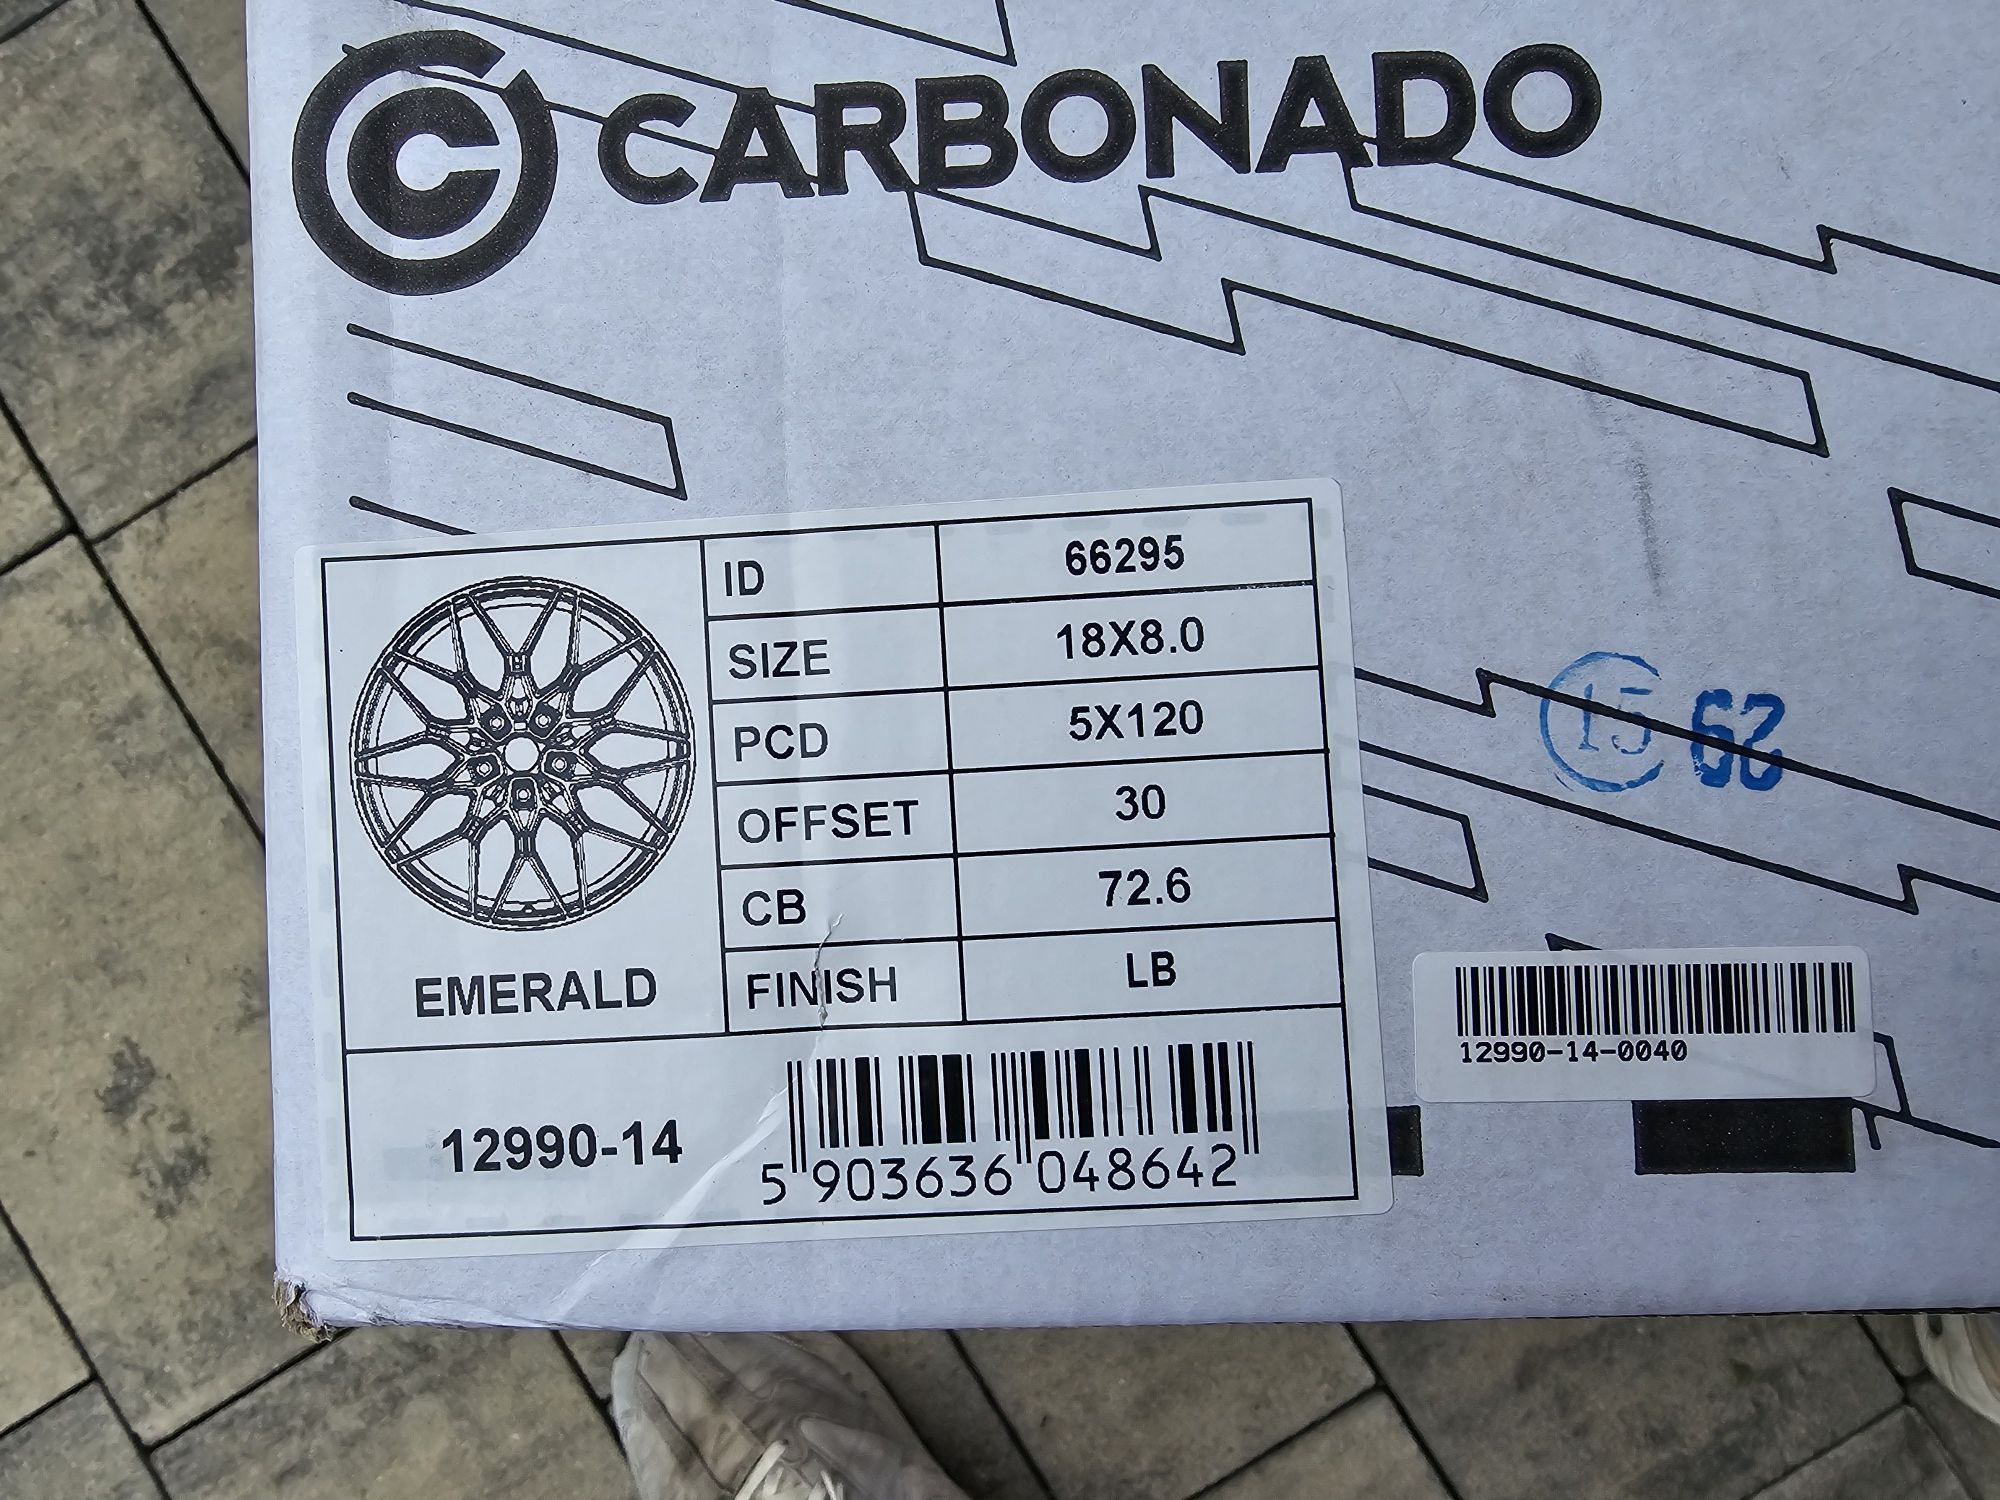 CARBONADO
ID 66295
SIZE 18X8.0
PCD 5X120
OFFSET 30
CB 72.6
FINISH LB
EMERALD
12990-14
5 903636 048642
15 62
12990-14-0040